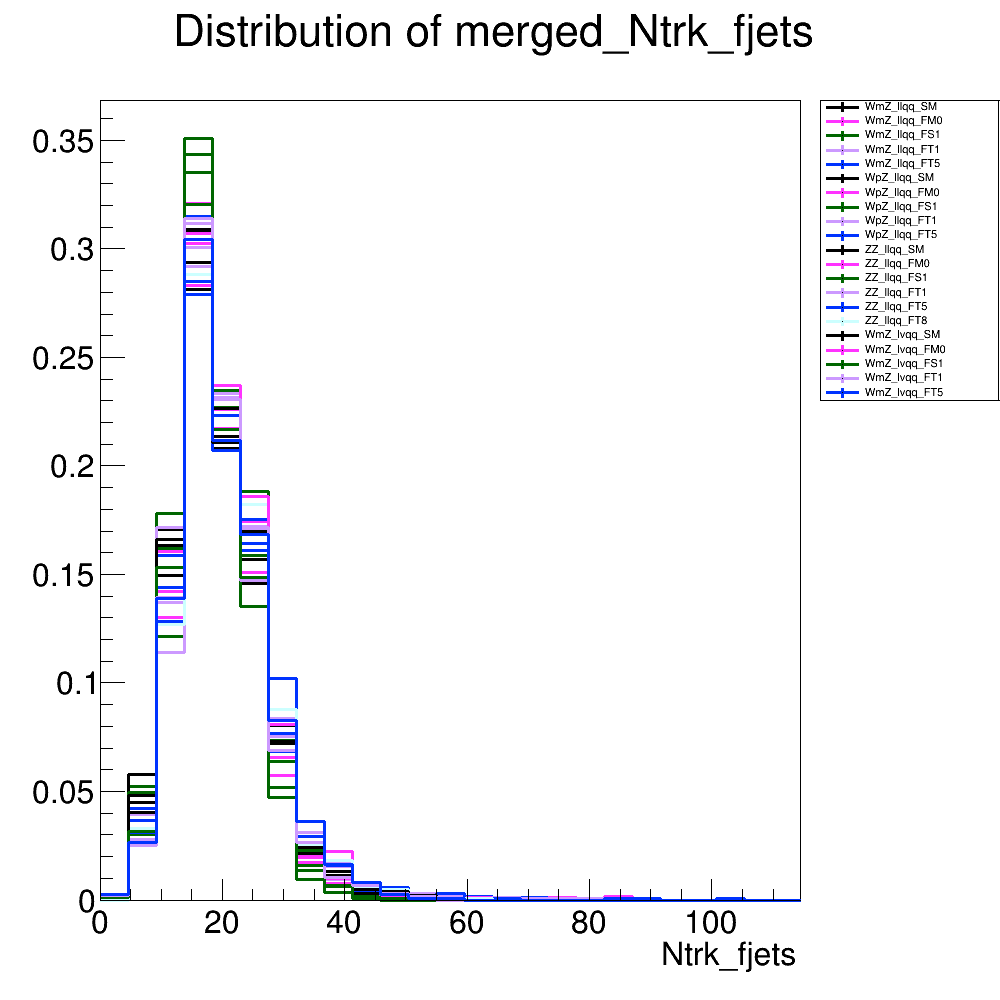 Distribution of merged_Ntrk_fjets
WmZ_llqq_SM
WmZ_llqq_FM0
WmZ_llqq_FS1
WmZ_llqq_FT1
WmZ_llqq_FT5
WpZ_llqq_SM
WpZ_llqq_FM0
WpZ_llqq_FS1
WpZ_llqq_FT1
WpZ_llqq_FT5
ZZ_llqq_SM
ZZ_llqq_FM0
ZZ_llqq_FS1
ZZ_llqq_FT1
ZZ_llqq_FT5
ZZ_llqq_FT8
WmZ_lvqq_SM
WmZ_lvqq_FM0
WmZ_lvqq_FS1
WmZ_lvqq_FT1
WmZ_lvqq_FT5
0.35
0.3
0.25
0.2
0.15
0.1
0.05
0
0 20 40 60 80 100
Ntrk_fjets